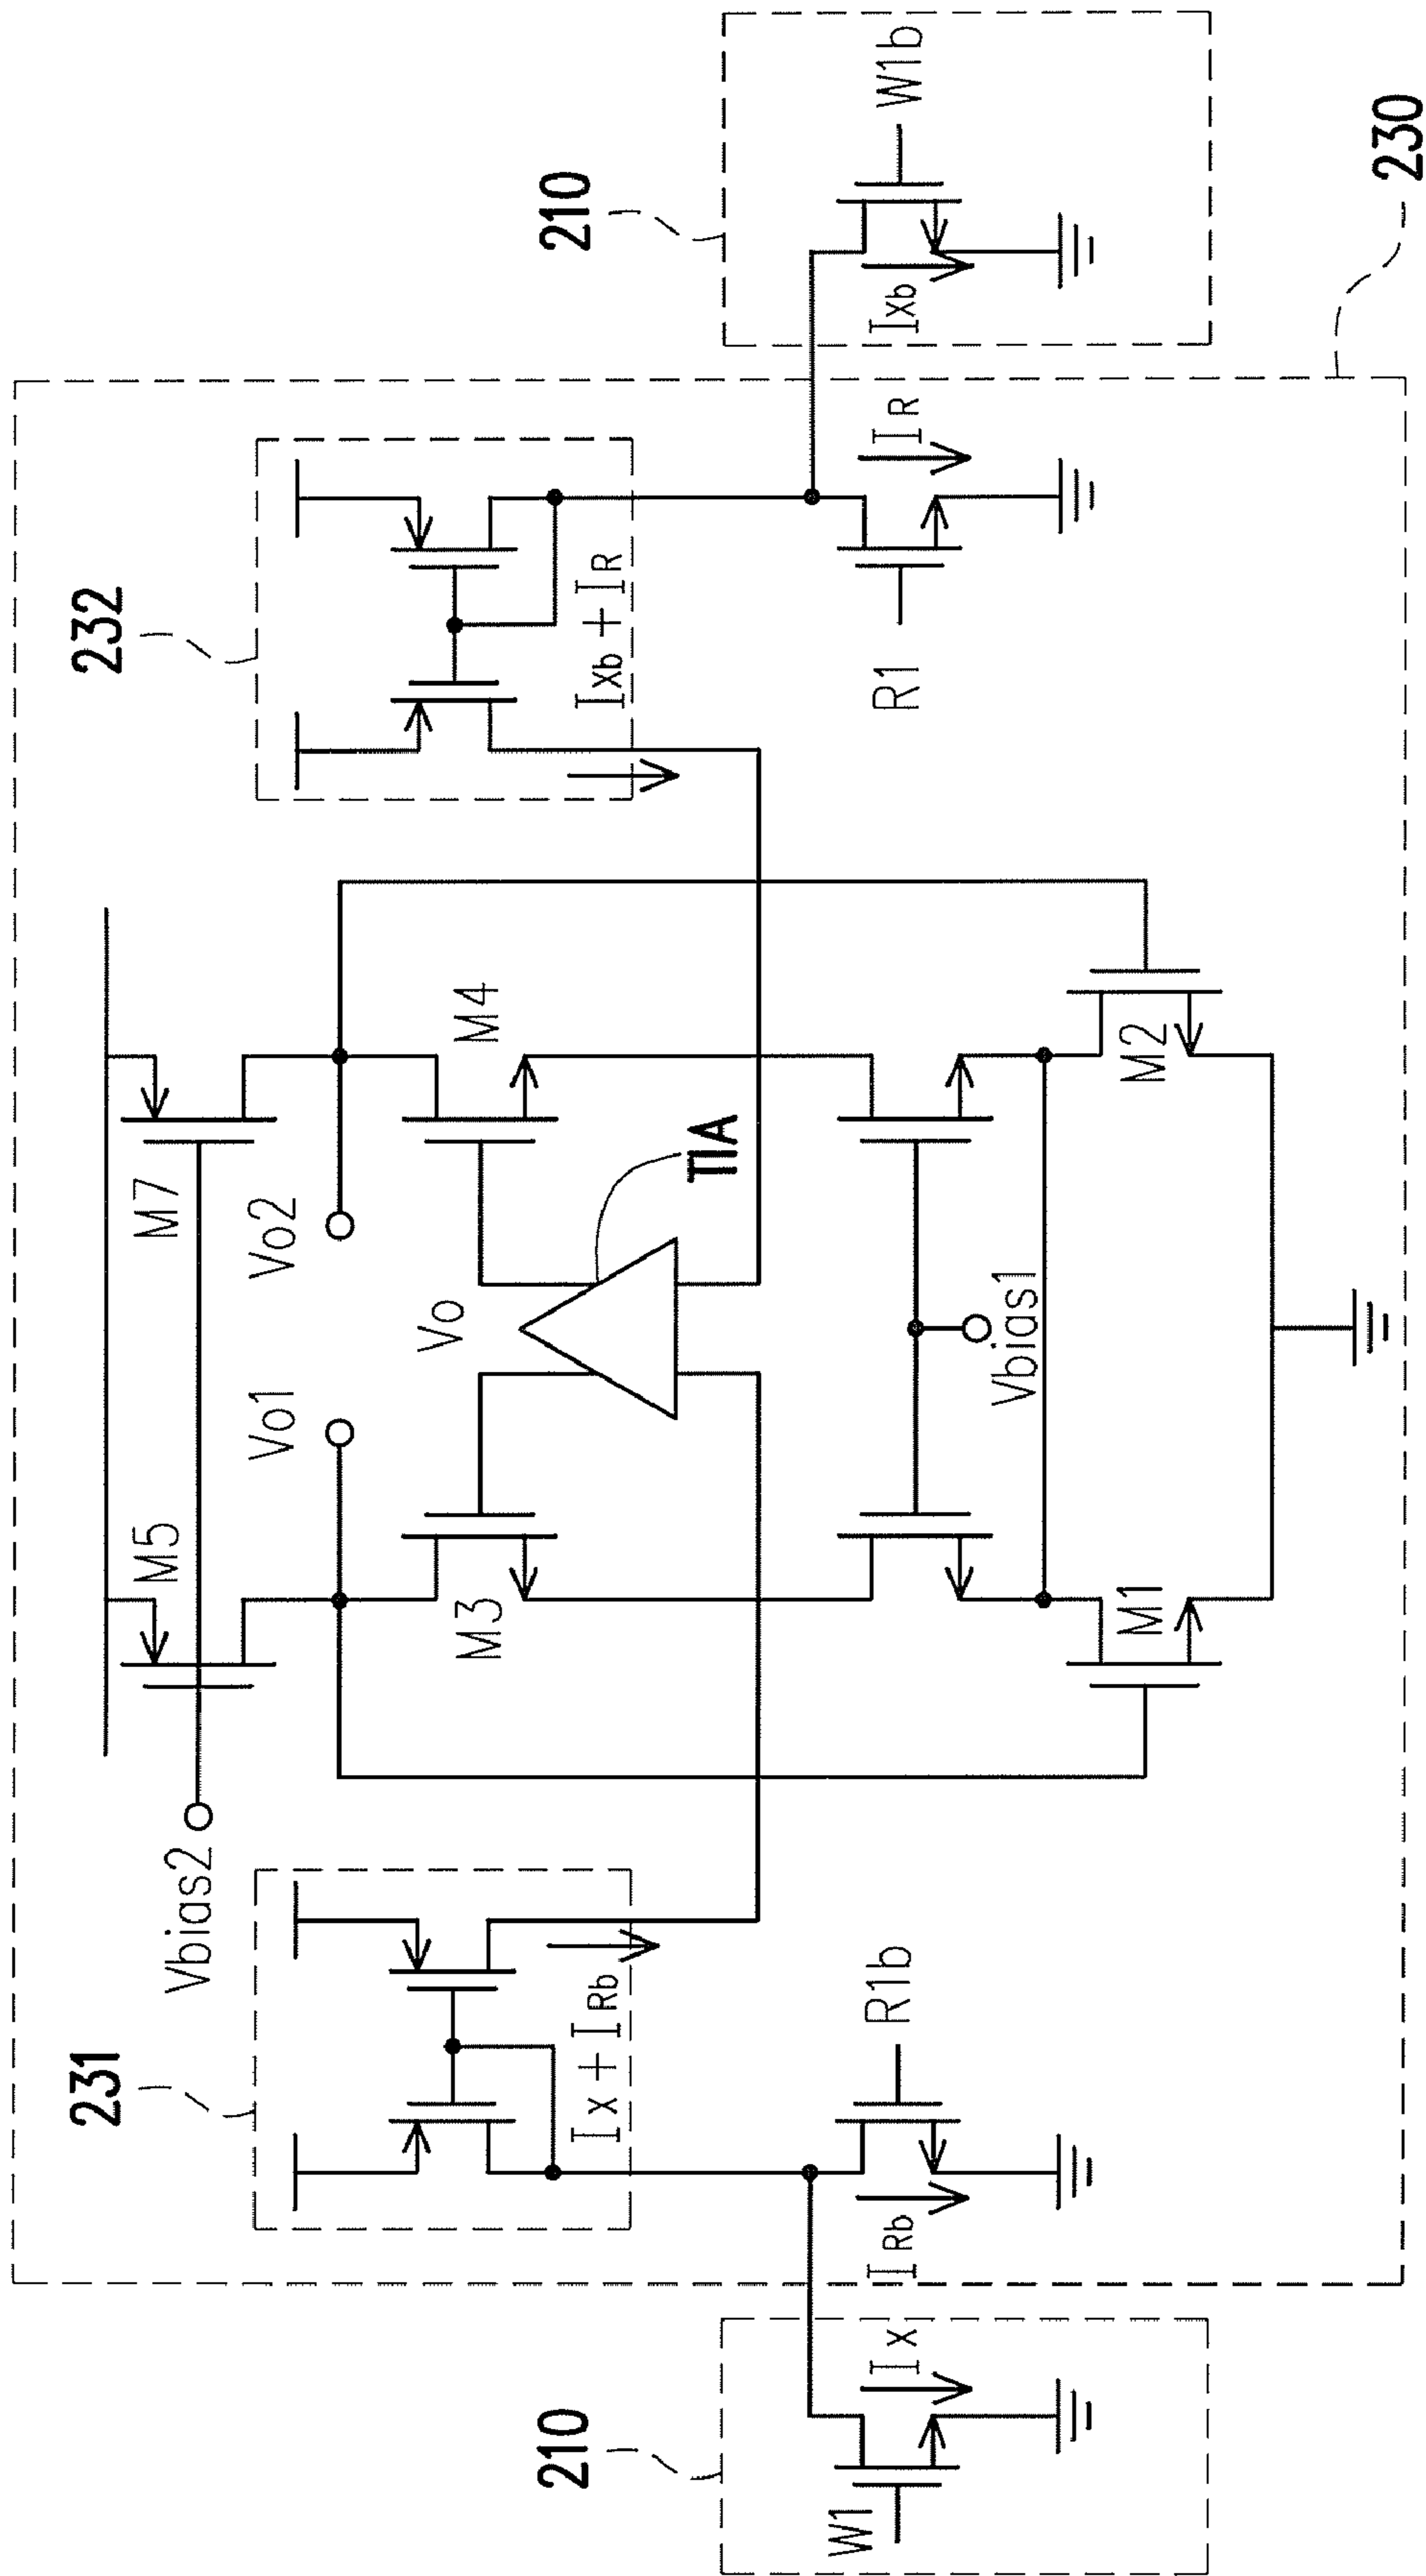 230
231
232
Vbias2
M5
M7
Vo1
Vo2
Vo
M3
M4
TIA
Ix + IRb
Ixb + IR
210
210
W1
Ix
IRb
R1b
Vbias1
R1
IR
Ixb
W1b
M1
M2